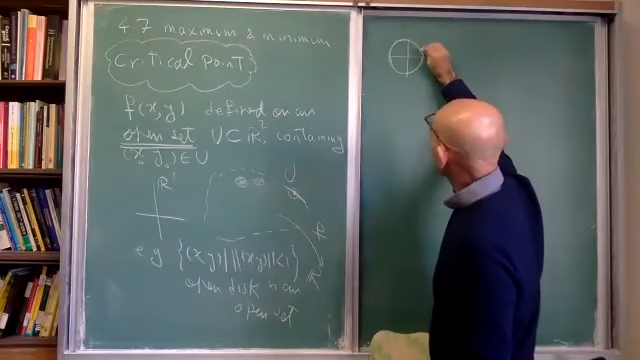 4.7 maximum & minimum
Critical Point
f(x,y) defined on an
open set U⊂ℝ², containing
(x₀,y₀)∈U
ℝ
U
e.g {(x,y)| ||(x,y)||<1}
open disk is an
open set